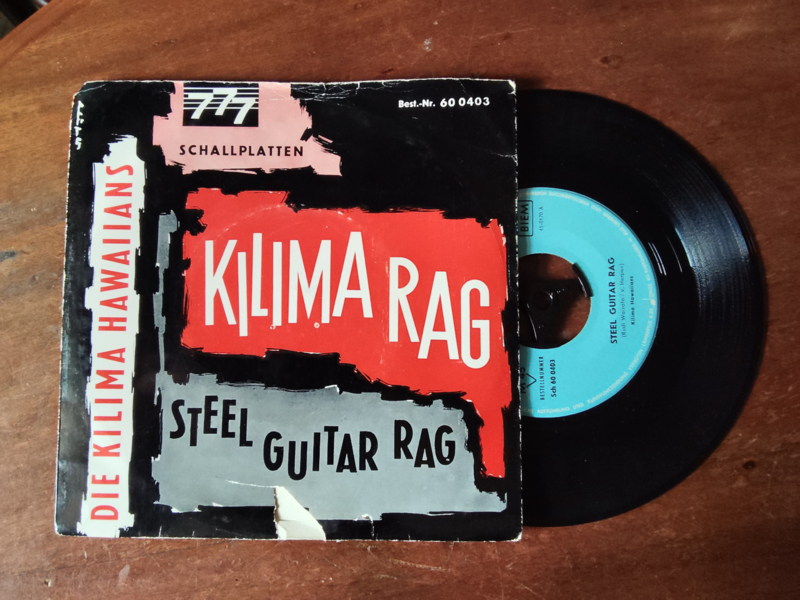 777
SCHALLPLATTEN
Best.-Nr. 60 0403
DIE KILIMA HAWAIIANS
KILIMA RAG
STEEL GUITAR RAG
BIEM
STEEL GUITAR RAG
Kilima Hawaiians
BESTELLNUMMER
Sch 60 0403